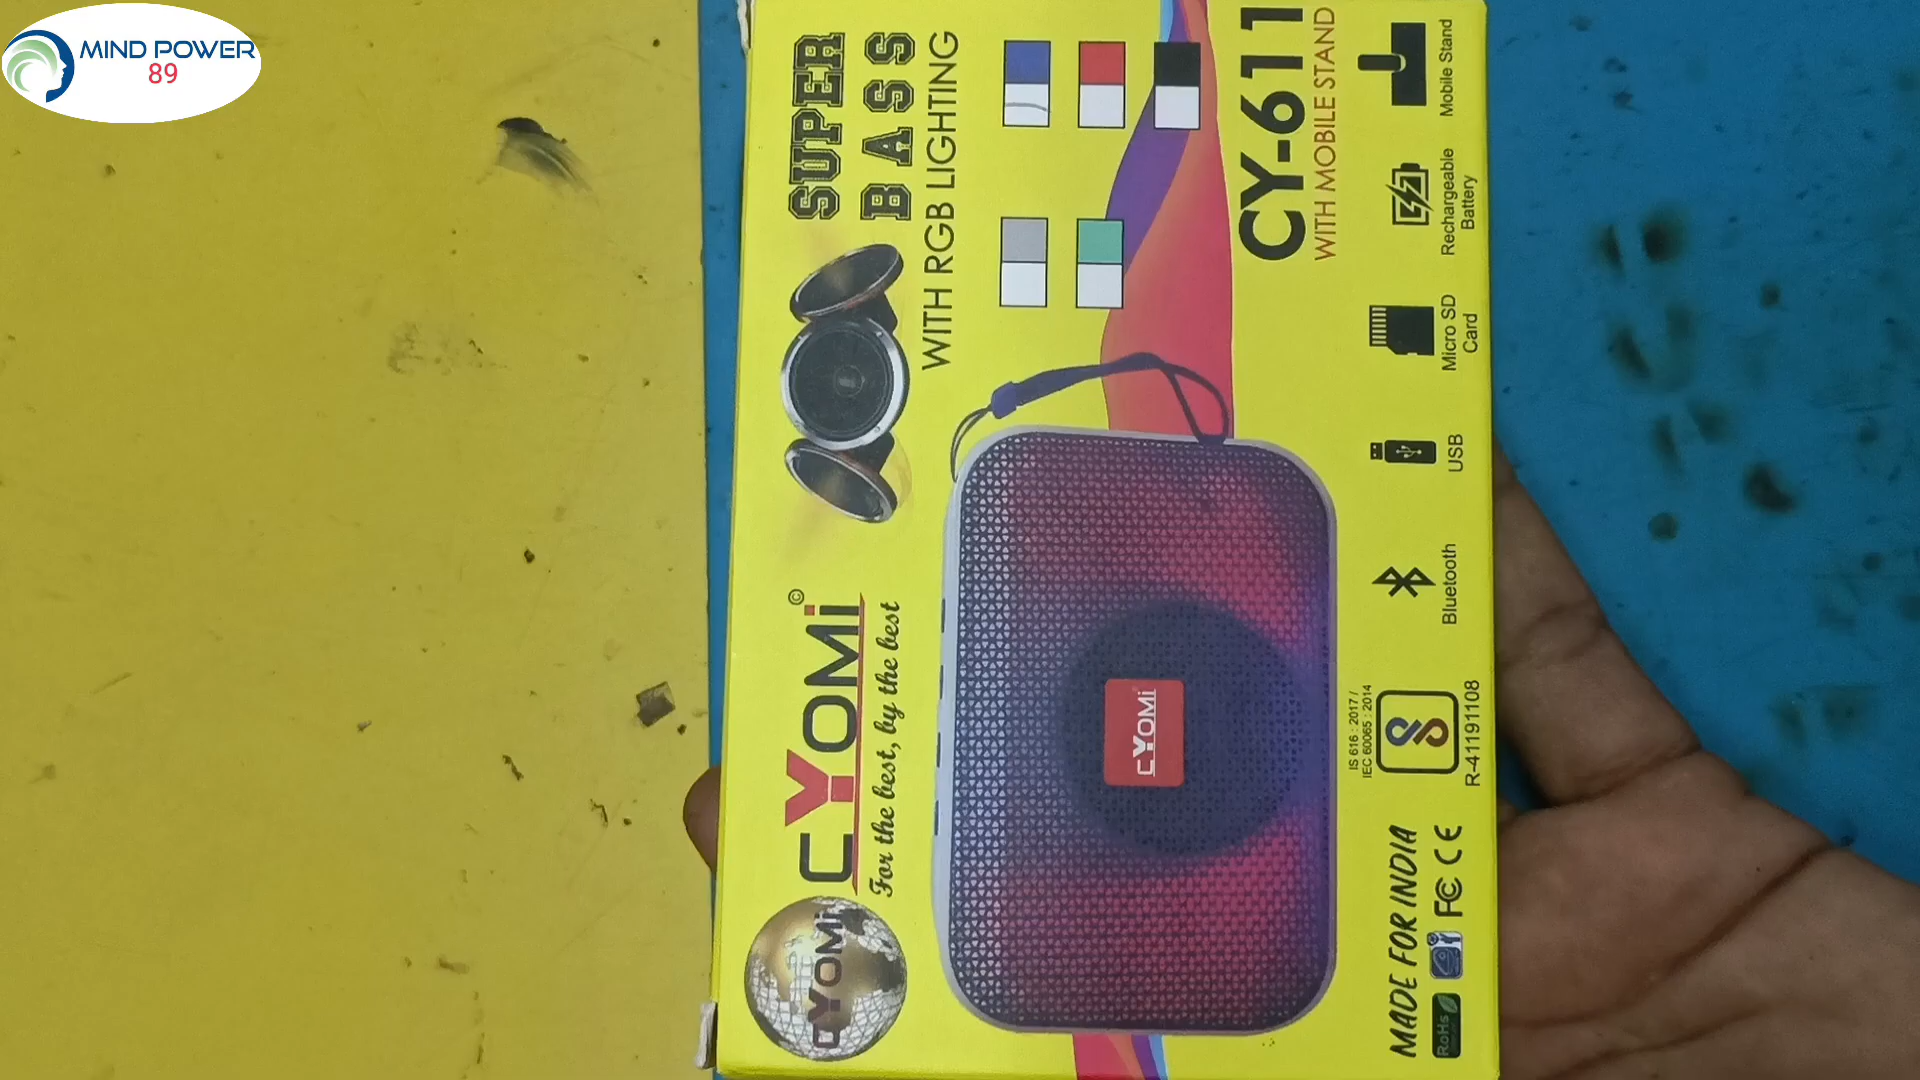 MIND POWER
89
CYOMi
CYOMi©
For the best, by the best
SUPER
BASS
WITH RGB LIGHTING
CYOMi
CY-611
WITH MOBILE STAND
MADE FOR INDIA
RoHS
FC CE
IS 616 : 2017 /
IEC 60065 : 2014
R-41191108
Bluetooth
USB
Micro SD
Card
Rechargeable
Battery
Mobile Stand